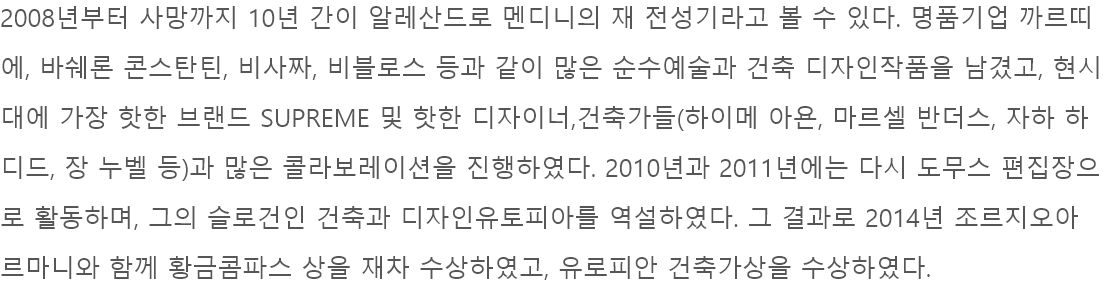 2008년부터 사망까지 10년 간이 알레산드로 멘디니의 재 전성기라고 볼 수 있다. 명품기업 까르띠
에, 바쉐론 콘스탄틴, 비사짜, 비블로스 등과 같이 많은 순수예술과 건축 디자인작품을 남겼고, 현시
대에 가장 핫한 브랜드 SUPREME 및 핫한 디자이너,건축가들(하이메 아욘, 마르셀 반더스, 자하 하
디드, 장 누벨 등)과 많은 콜라보레이션을 진행하였다. 2010년과 2011년에는 다시 도무스 편집장으
로 활동하며, 그의 슬로건인 건축과 디자인유토피아를 역설하였다. 그 결과로 2014년 조르지오아
르마니와 함께 황금콤파스 상을 재차 수상하였고, 유로피안 건축가상을 수상하였다.